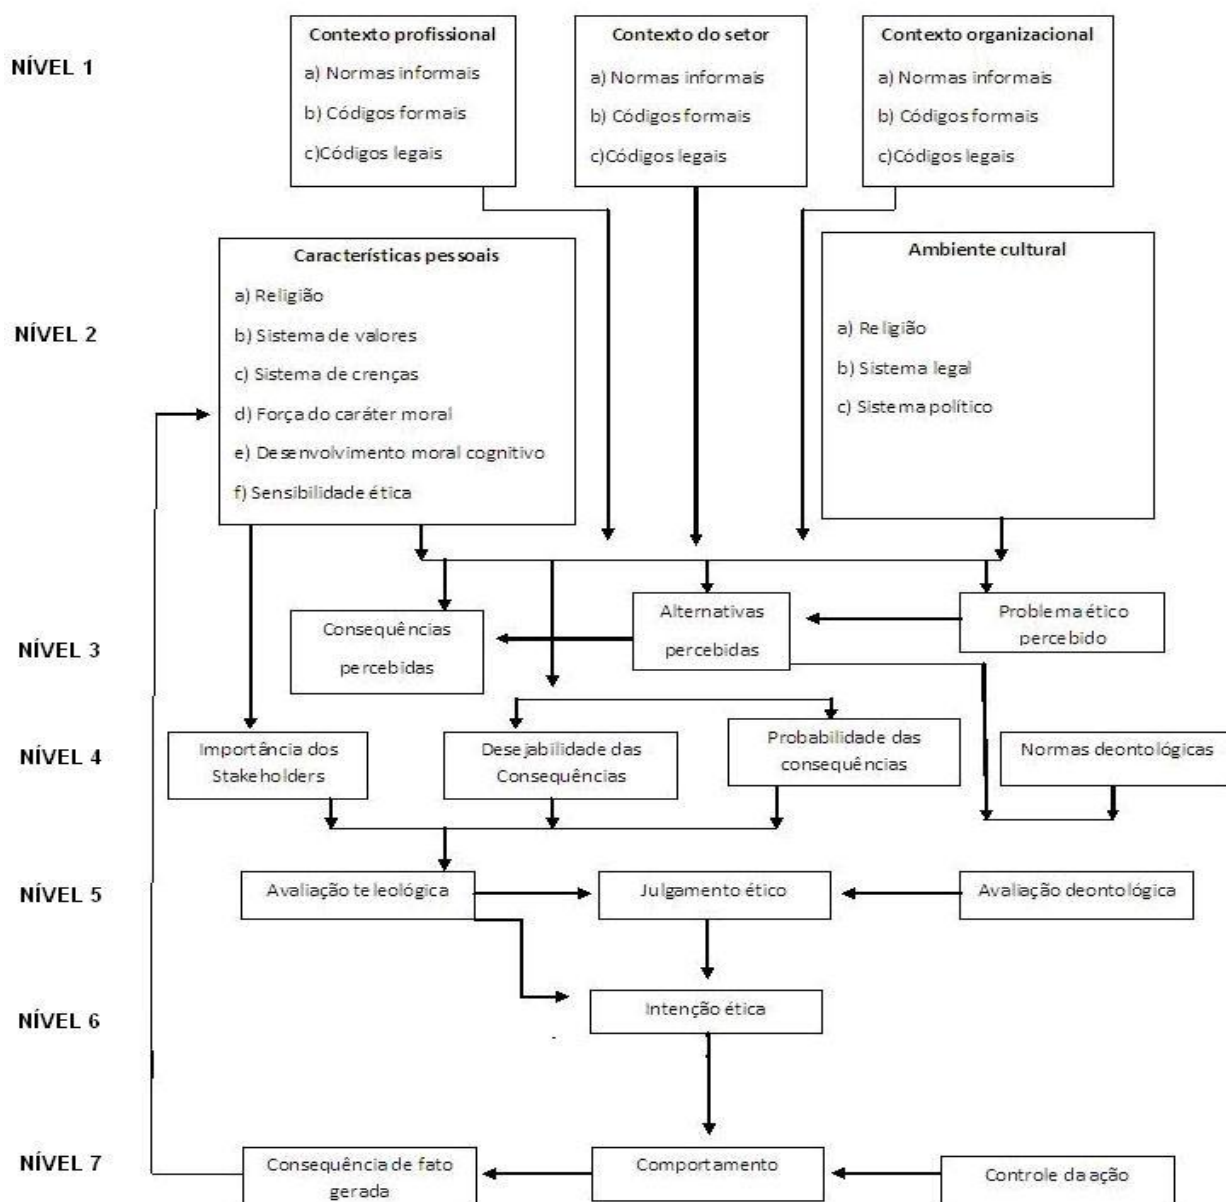 NÍVEL 1
Contexto profissional
a) Normas informais
b) Códigos formais
c)Códigos legais
Contexto do setor
a) Normas informais
b) Códigos formais
c)Códigos legais
Contexto organizacional
a) Normas informais
b) Códigos formais
c)Códigos legais
NÍVEL 2
Características pessoais
a) Religião
b) Sistema de valores
c) Sistema de crenças
d) Força do caráter moral
e) Desenvolvimento moral cognitivo
f) Sensibilidade ética
Ambiente cultural
a) Religião
b) Sistema legal
c) Sistema político
NÍVEL 3
Consequências
percebidas
Alternativas
percebidas
Problema ético
percebido
NÍVEL 4
Importância dos
Stakeholders
Desejabilidade das
Consequências
Probabilidade das
consequências
Normas deontológicas
NÍVEL 5
Avaliação teleológica
Julgamento ético
Avaliação deontológica
NÍVEL 6
Intenção ética
NÍVEL 7
Consequência de fato
gerada
Comportamento
Controle da ação